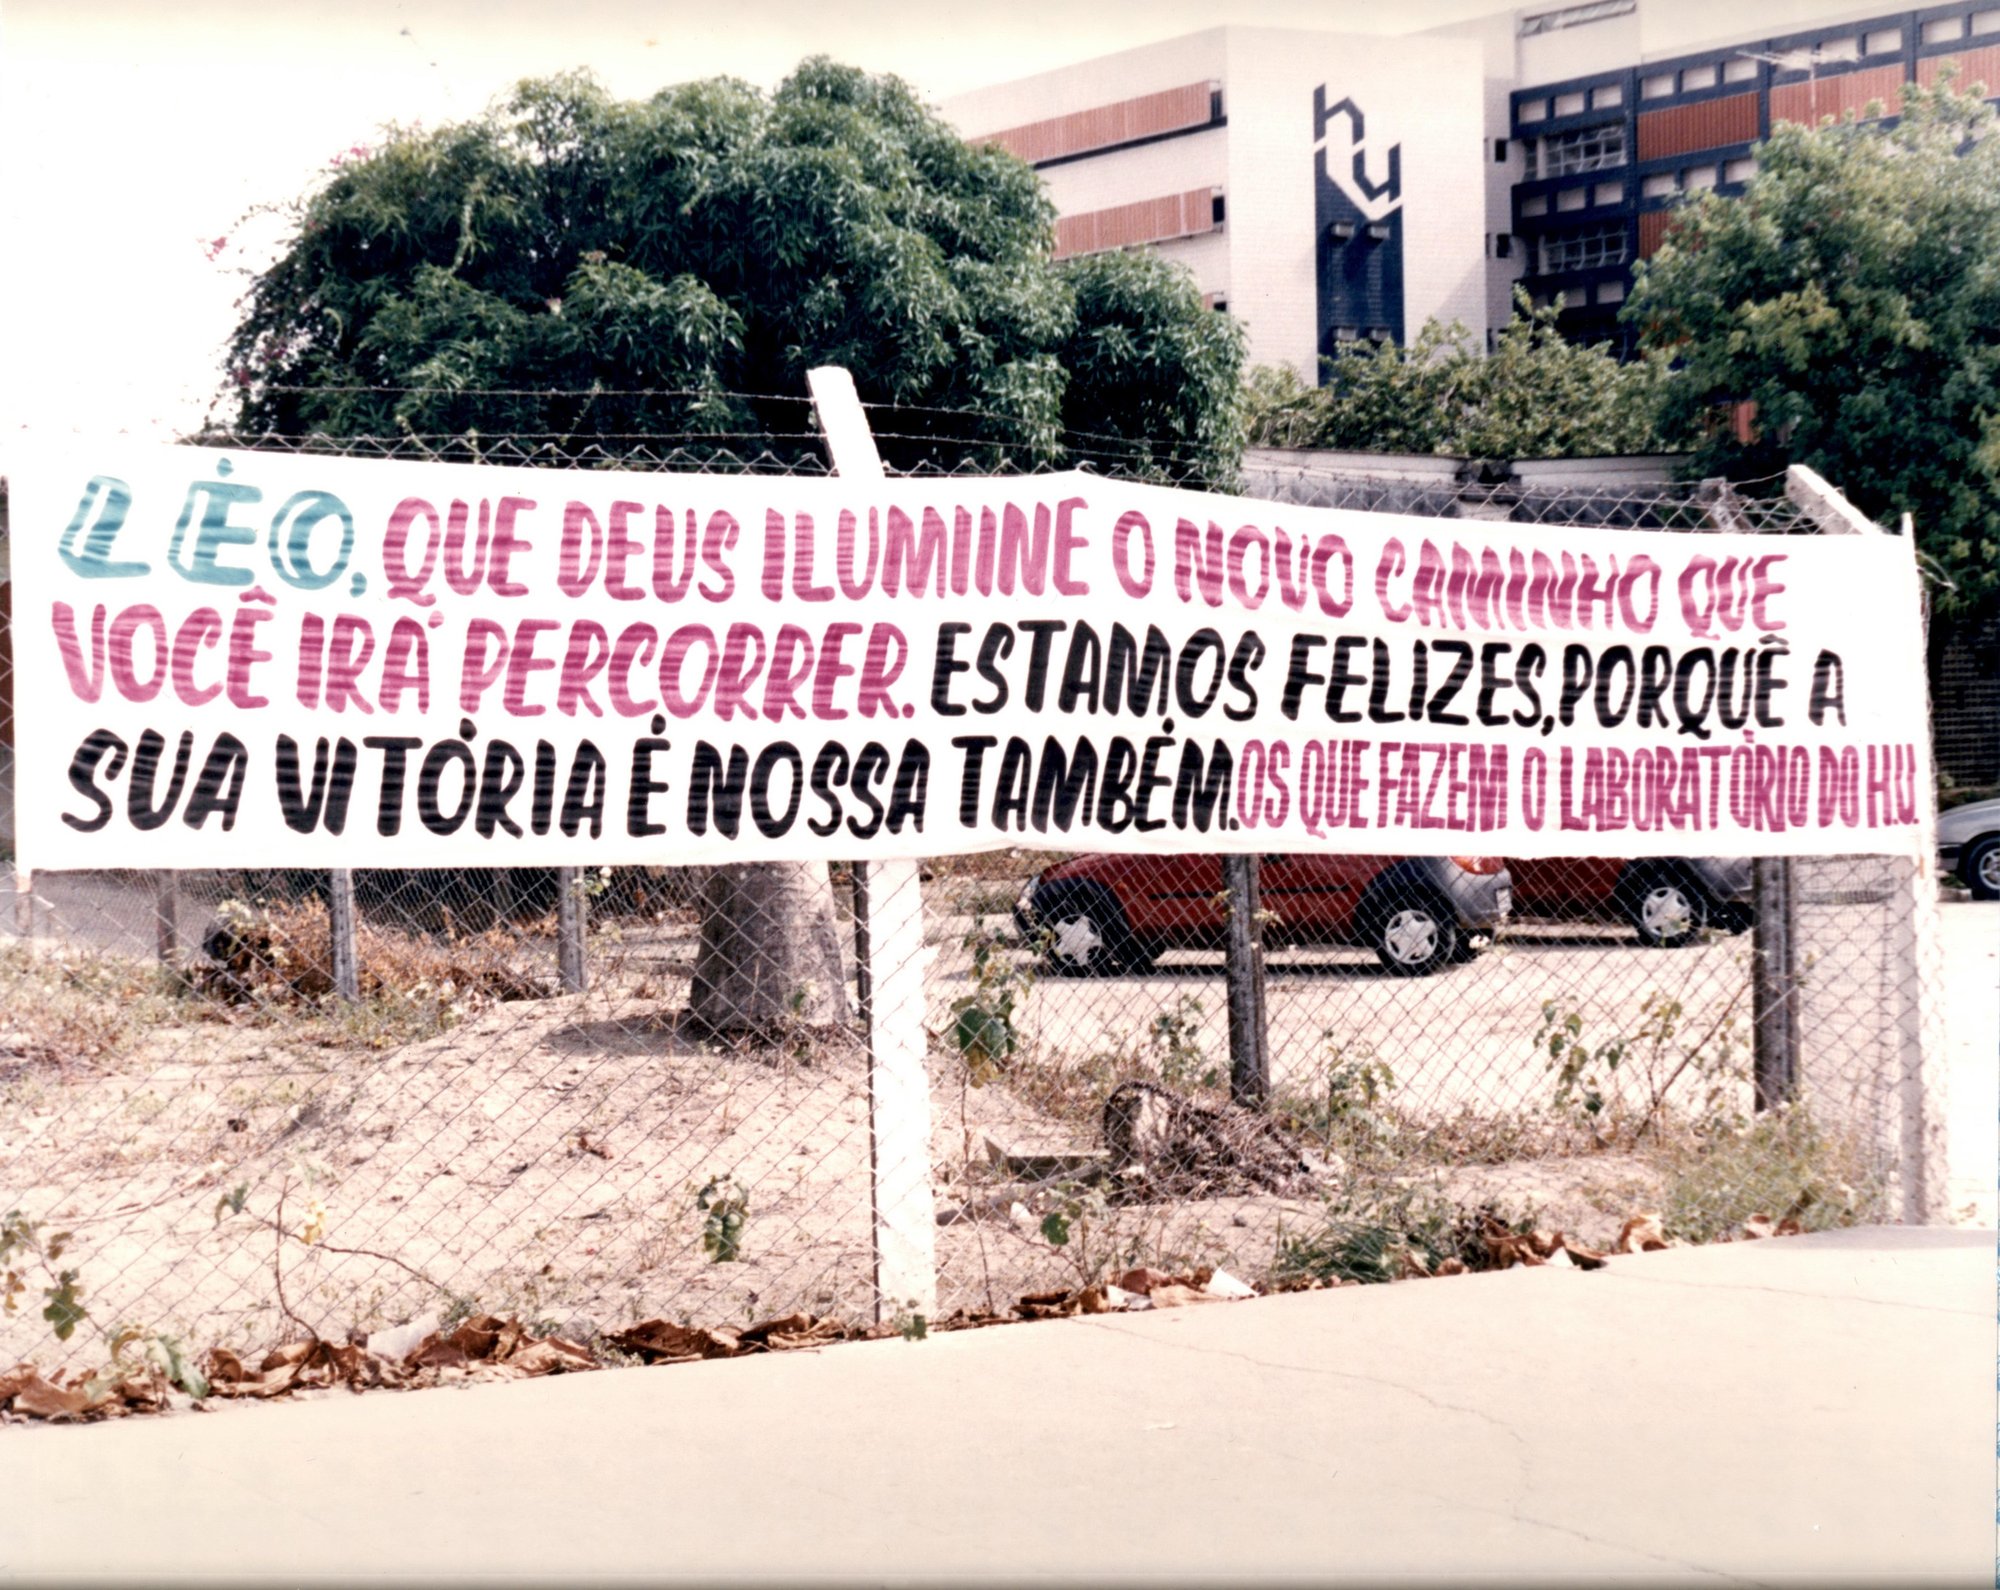 hu
LÉO, QUE DEUS ILUMINE O NOVO CAMINHO QUE
VOCÊ IRÁ PERCORRER. ESTAMOS FELIZES, PORQUÊ A
SUA VITÓRIA É NOSSA TAMBÉM. OS QUE FAZEM O LABORATÓRIO DO H.U.